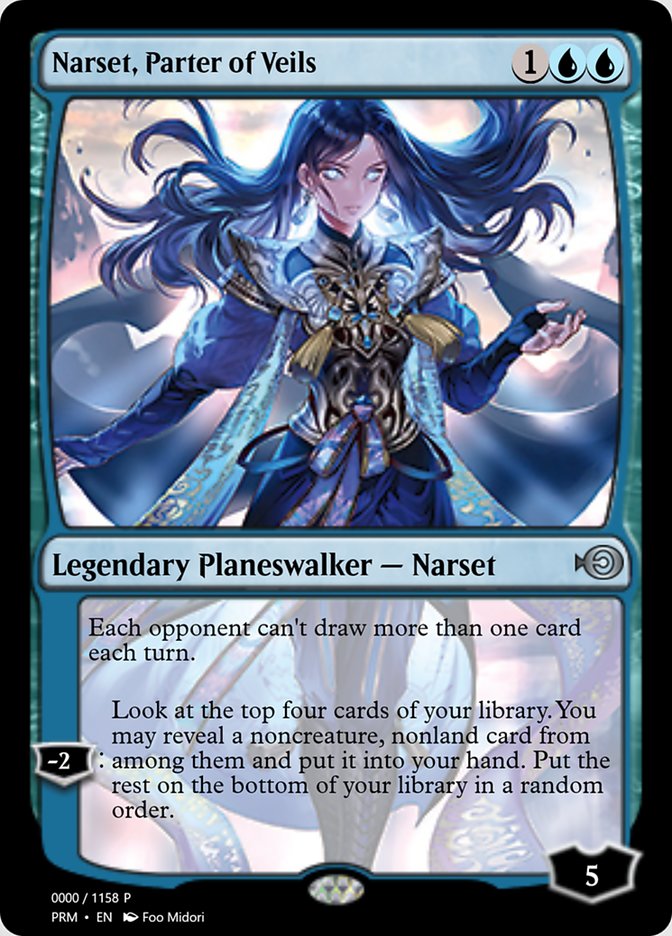 Narset, Parter of Veils 1
Legendary Planeswalker — Narset
Each opponent can't draw more than one card
each turn.
Look at the top four cards of your library. You
may reveal a noncreature, nonland card from
-2 : among them and put it into your hand. Put the
rest on the bottom of your library in a random
order.
5
0000 / 1158 P
PRM • EN Foo Midori